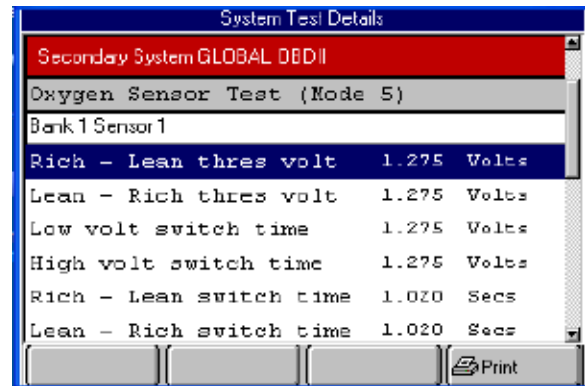 System Test Details
Secondary System GLOBAL OBDII
Oxygen Sensor Test (Mode 5)
Bank 1 Sensor 1
Rich - Lean thres volt 1.275 Volts
Lean - Rich thres volt 1.275 Volts
Low volt switch time 1.275 Volts
High volt switch time 1.275 Volts
Rich - Lean switch time 1.020 Secs
Lean - Rich switch time 1.020 Secs
Print